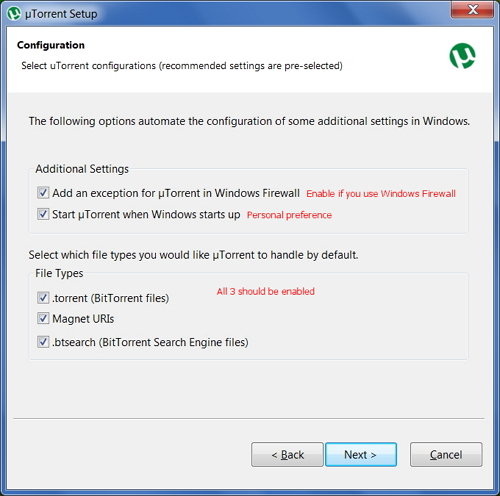 µTorrent Setup
Configuration
Select uTorrent configurations (recommended settings are pre-selected)
The following options automate the configuration of some additional settings in Windows.
Additional Settings
Add an exception for µTorrent in Windows Firewall Enable if you use Windows Firewall
Start µTorrent when Windows starts up Personal preference
Select which file types you would like µTorrent to handle by default.
File Types
.torrent (BitTorrent files) All 3 should be enabled
Magnet URIs
.btsearch (BitTorrent Search Engine files)
< Back Next > Cancel